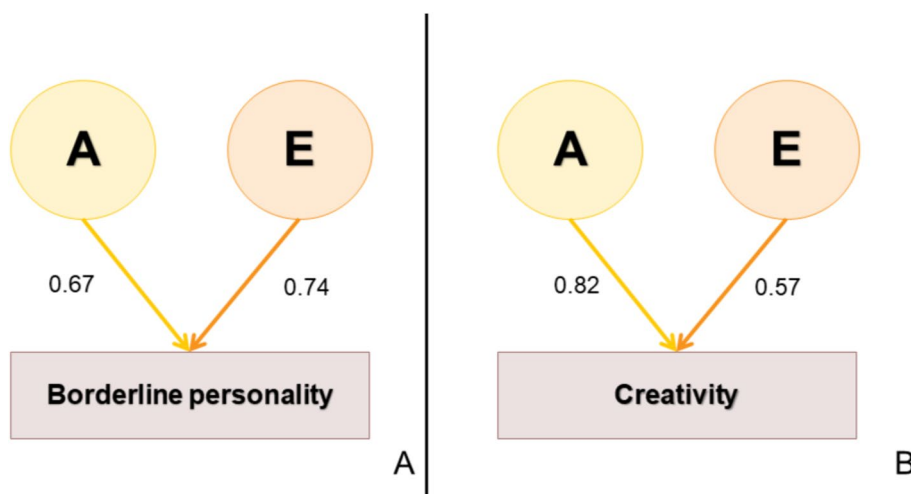 A
E
0.67
0.74
Borderline personality
A
A
E
0.82
0.57
Creativity
B